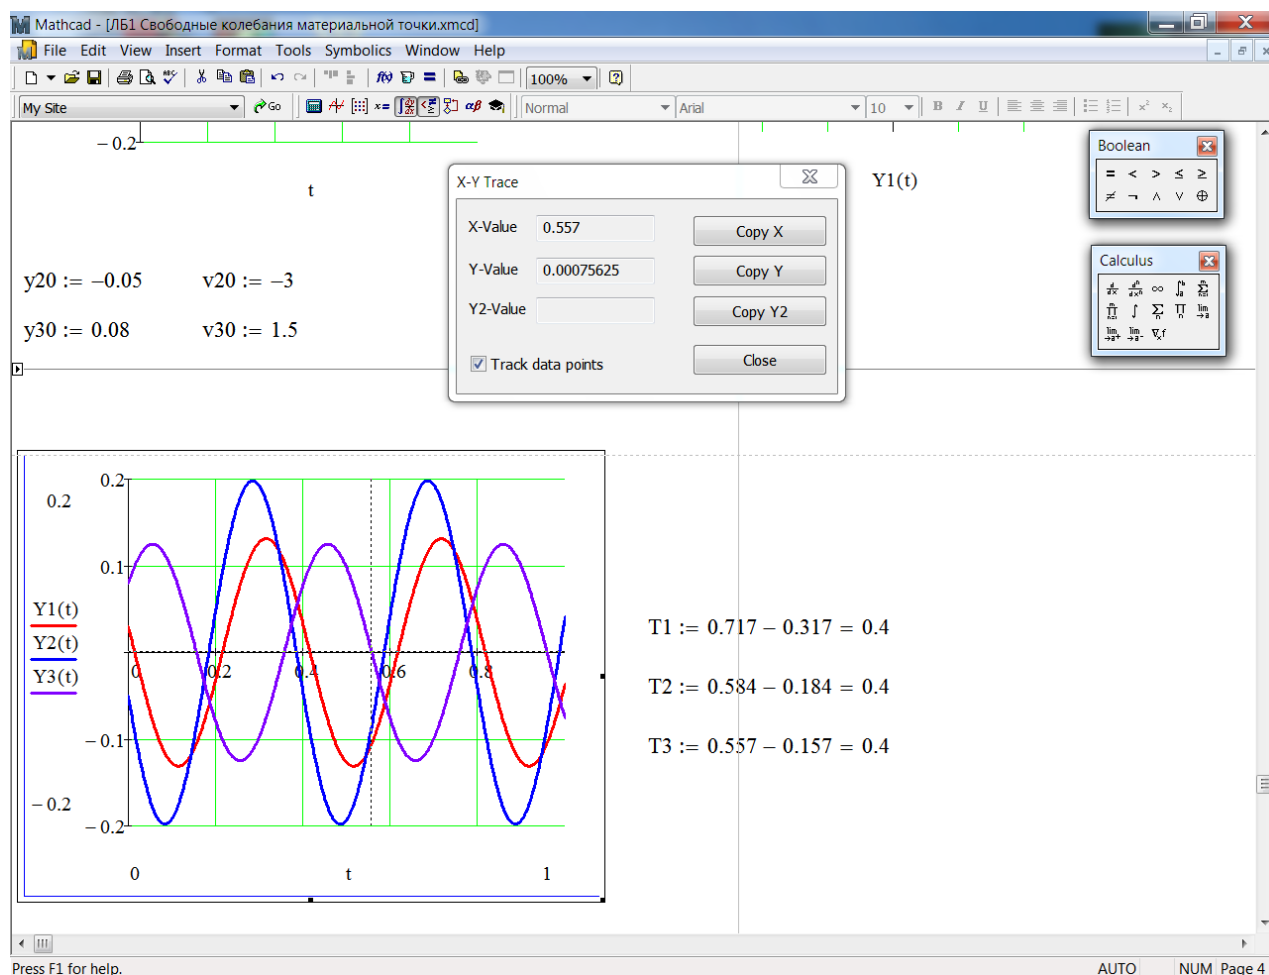 Mathcad - [ЛБ1 Свободные колебания материальной точки.xmcd]
File Edit View Insert Format Tools Symbolics Window Help
100%
My Site Go Normal Arial 10 B I U
−0.2
t
Y1(t)
Boolean
= < > ≤ ≥
≠ ¬ ∧ ∨ ⊕
X-Y Trace
X-Value 0.557 Copy X
Y-Value 0.00075625 Copy Y
Y2-Value Copy Y2
Track data points Close
Calculus
y20 := −0.05 v20 := −3
y30 := 0.08 v30 := 1.5
0.2
0.2
0.1
Y1(t)
Y2(t)
Y3(t)
0 0.2 0.4 0.6 0.8
−0.1
−0.2
−0.2
0 t 1
T1 := 0.717 − 0.317 = 0.4
T2 := 0.584 − 0.184 = 0.4
T3 := 0.557 − 0.157 = 0.4
Press F1 for help. AUTO NUM Page 4